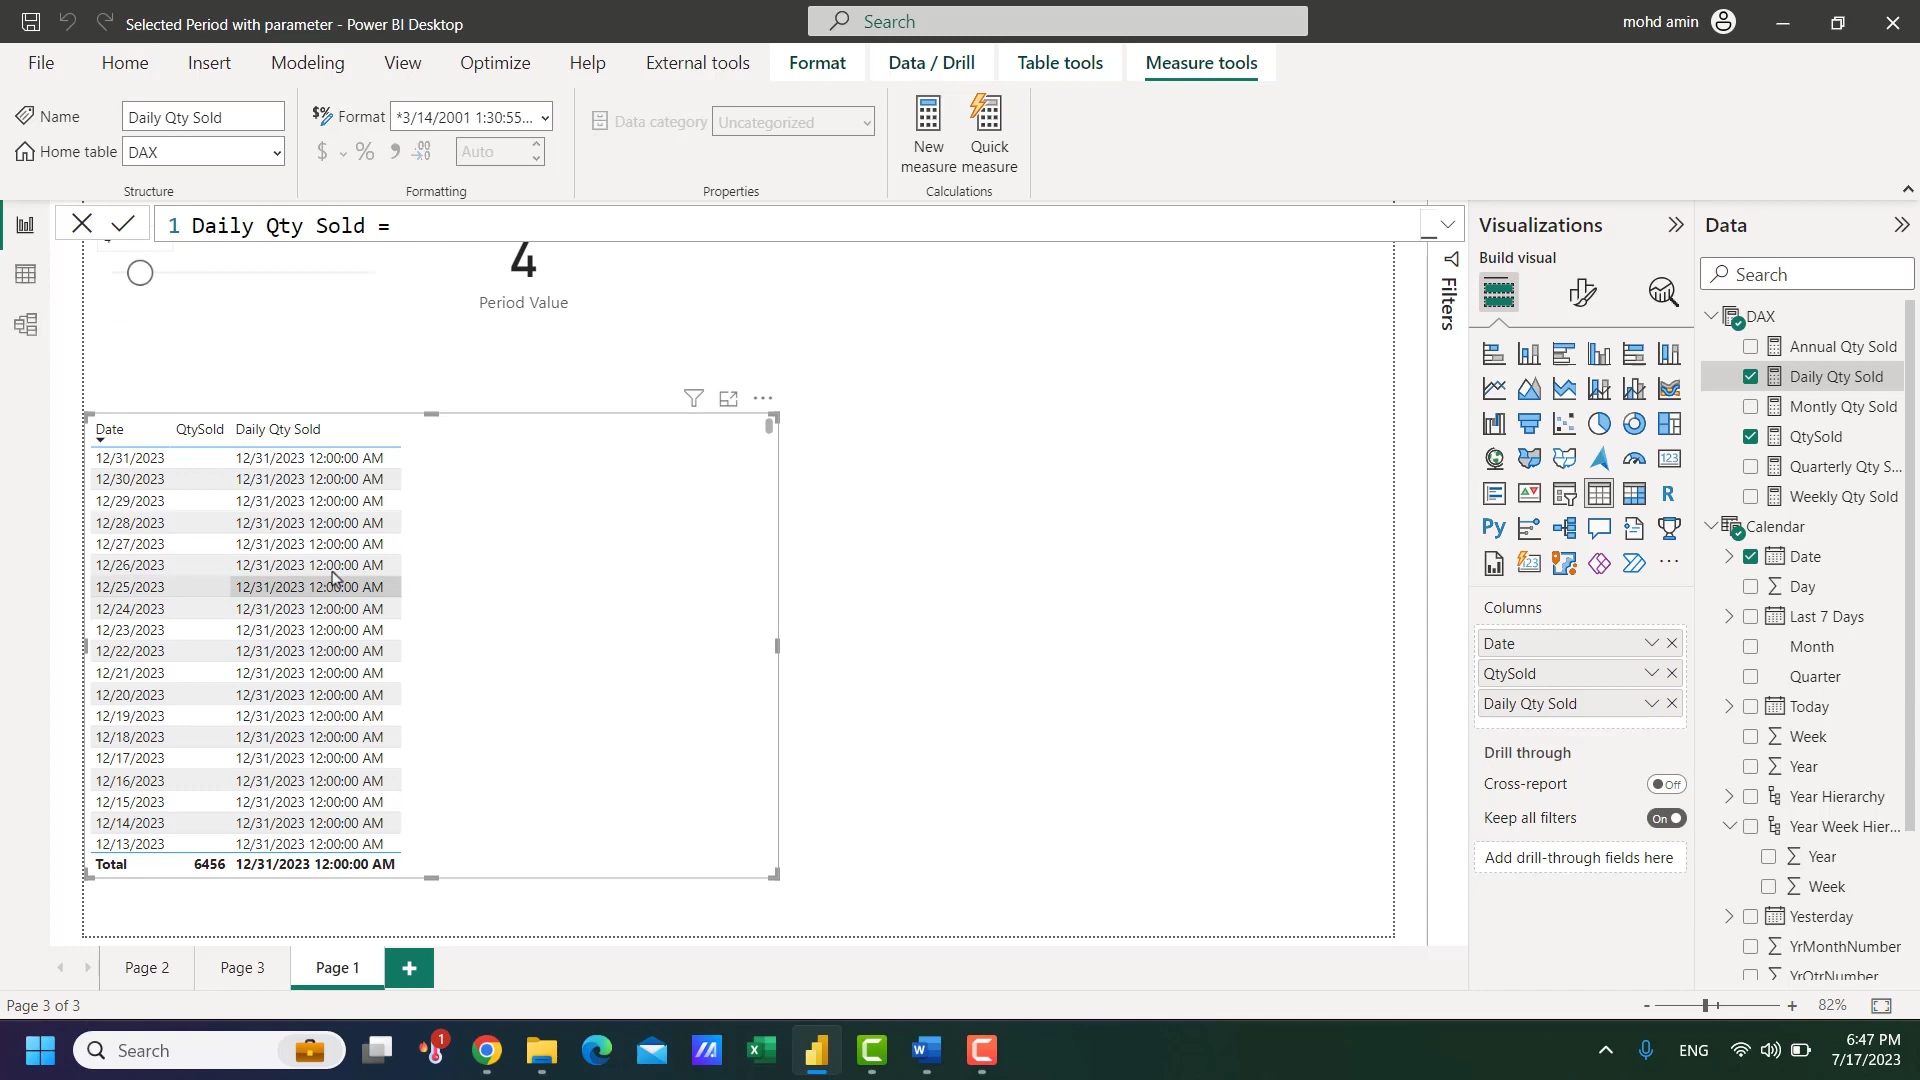 Selected Period with parameter - Power BI Desktop
Search
mohd amin
File
Home
Insert
Modeling
View
Optimize
Help
External tools
Format
Data / Drill
Table tools
Measure tools
Name
Daily Qty Sold
Home table
DAX
Structure
Format
*3/14/2001 1:30:55...
$ % 9 .00
Auto
Formatting
Data category
Uncategorized
Properties
New measure
Quick measure
Calculations
1 Daily Qty Sold =
4
Period Value
Filters
Date QtySold Daily Qty Sold
12/31/2023 12/31/2023 12:00:00 AM
12/30/2023 12/31/2023 12:00:00 AM
12/29/2023 12/31/2023 12:00:00 AM
12/28/2023 12/31/2023 12:00:00 AM
12/27/2023 12/31/2023 12:00:00 AM
12/26/2023 12/31/2023 12:00:00 AM
12/25/2023 12/31/2023 12:00:00 AM
12/24/2023 12/31/2023 12:00:00 AM
12/23/2023 12/31/2023 12:00:00 AM
12/22/2023 12/31/2023 12:00:00 AM
12/21/2023 12/31/2023 12:00:00 AM
12/20/2023 12/31/2023 12:00:00 AM
12/19/2023 12/31/2023 12:00:00 AM
12/18/2023 12/31/2023 12:00:00 AM
12/17/2023 12/31/2023 12:00:00 AM
12/16/2023 12/31/2023 12:00:00 AM
12/15/2023 12/31/2023 12:00:00 AM
12/14/2023 12/31/2023 12:00:00 AM
12/13/2023 12/31/2023 12:00:00 AM
Total 6456 12/31/2023 12:00:00 AM
Visualizations
Build visual
123
R
Py
123
Columns
Date
QtySold
Daily Qty Sold
Drill through
Cross-report
Off
Keep all filters
On
Add drill-through fields here
Data
Search
DAX
Annual Qty Sold
Daily Qty Sold
Montly Qty Sold
QtySold
Quarterly Qty S...
Weekly Qty Sold
Calendar
Date
Day
Last 7 Days
Month
Quarter
Today
Week
Year
Year Hierarchy
Year Week Hier...
Year
Week
Yesterday
YrMonthNumber
YrQtrNumber
Page 2
Page 3
Page 1
Page 3 of 3
82%
Search
1
ENG
6:47 PM
7/17/2023